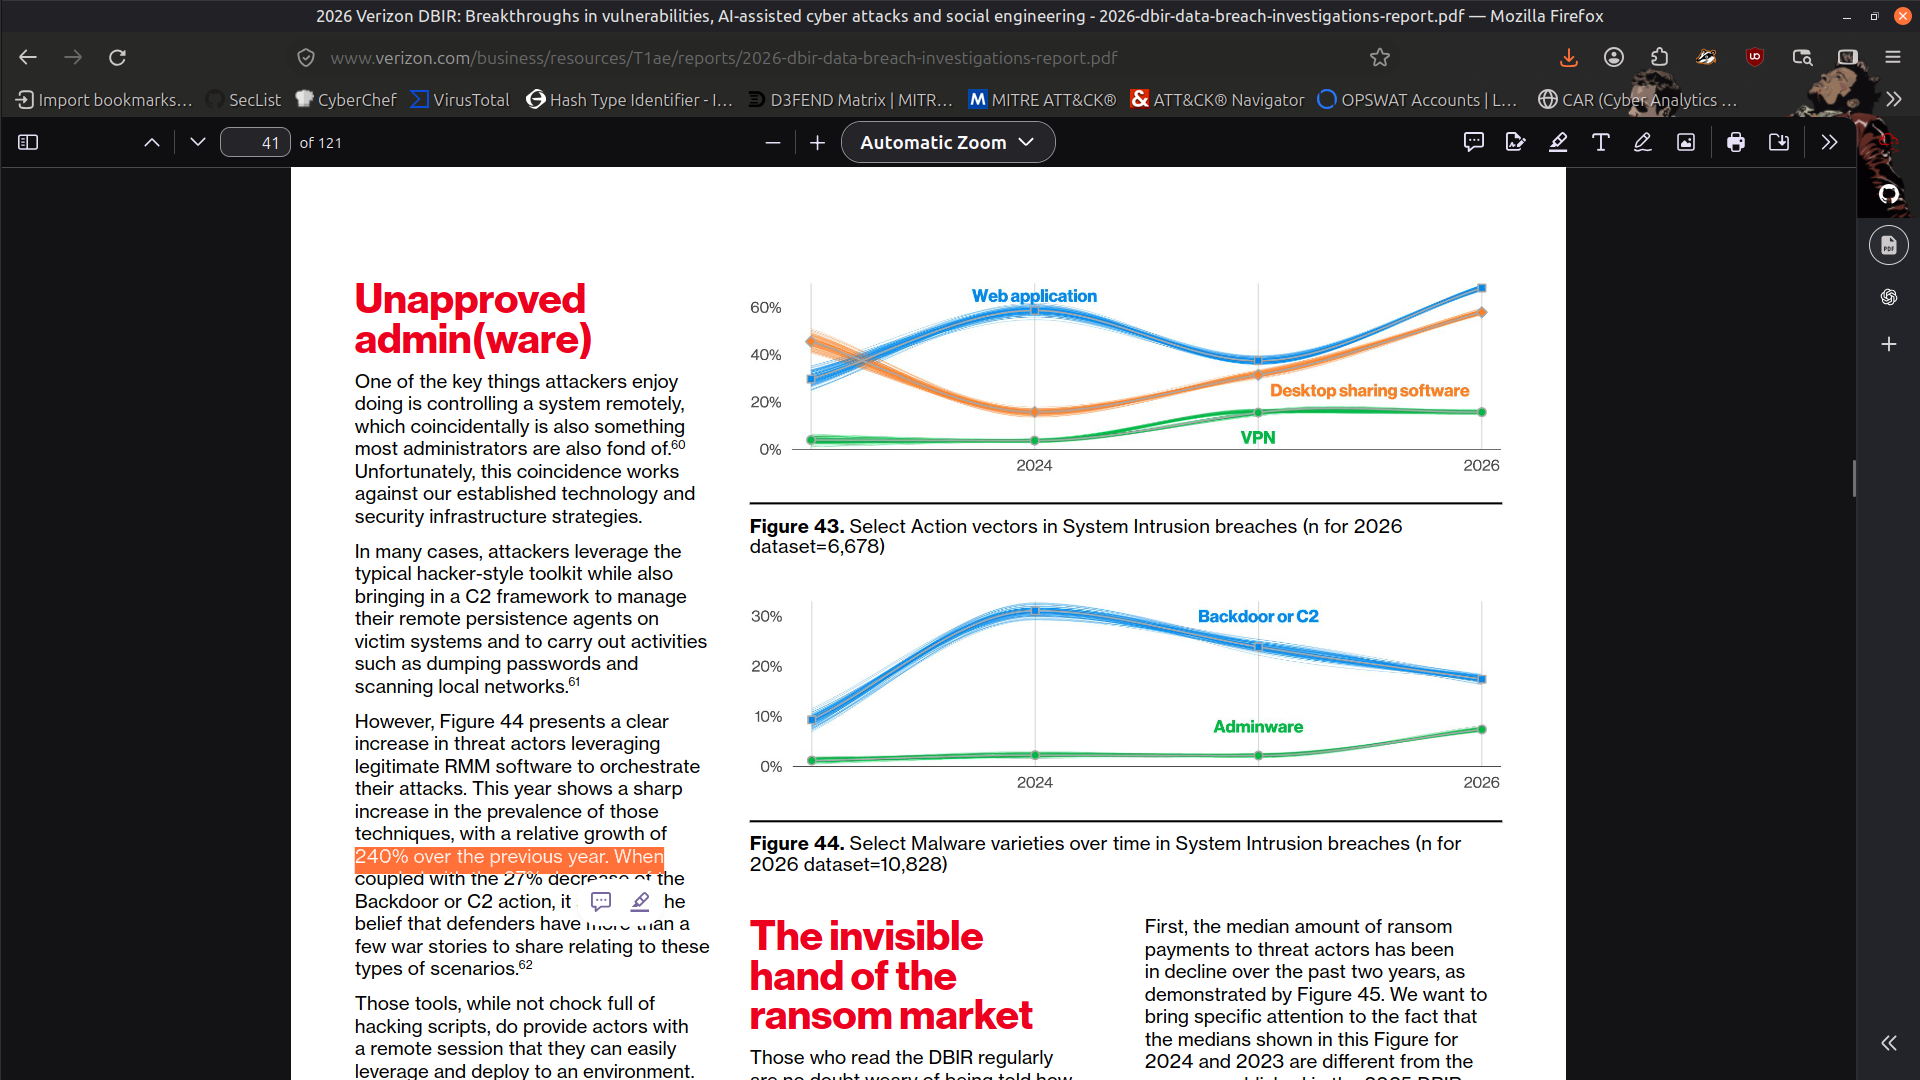 2026 Verizon DBIR: Breakthroughs in vulnerabilities, AI-assisted cyber attacks and social engineering - 2026-dbir-data-breach-investigations-report.pdf — Mozilla Firefox
www.verizon.com/business/resources/T1ae/reports/2026-dbir-data-breach-investigations-report.pdf
Import bookmarks… SecList CyberChef VirusTotal Hash Type Identifier - I… D3FEND Matrix | MITR… MITRE ATT&CK® ATT&CK® Navigator OPSWAT Accounts | L… CAR (Cyber Analytics …
41 of 121 Automatic Zoom
Unapproved
admin(ware)
One of the key things attackers enjoy
doing is controlling a system remotely,
which coincidentally is also something
most administrators are also fond of.60
Unfortunately, this coincidence works
against our established technology and
security infrastructure strategies.
In many cases, attackers leverage the
typical hacker-style toolkit while also
bringing in a C2 framework to manage
their remote persistence agents on
victim systems and to carry out activities
such as dumping passwords and
scanning local networks.61
However, Figure 44 presents a clear
increase in threat actors leveraging
legitimate RMM software to orchestrate
their attacks. This year shows a sharp
increase in the prevalence of those
techniques, with a relative growth of
240% over the previous year. When
coupled with the 27% decrease of the
Backdoor or C2 action, it he
belief that defenders have more than a
few war stories to share relating to these
types of scenarios.62
Those tools, while not chock full of
hacking scripts, do provide actors with
a remote session that they can easily
leverage and deploy to an environment.
60%
40%
20%
0%
Web application
Desktop sharing software
VPN
2024
2026
Figure 43. Select Action vectors in System Intrusion breaches (n for 2026
dataset=6,678)
30%
20%
10%
0%
Backdoor or C2
Adminware
2024
2026
Figure 44. Select Malware varieties over time in System Intrusion breaches (n for
2026 dataset=10,828)
The invisible
hand of the
ransom market
Those who read the DBIR regularly
are no doubt weary of being told how
First, the median amount of ransom
payments to threat actors has been
in decline over the past two years, as
demonstrated by Figure 45. We want to
bring specific attention to the fact that
the medians shown in this Figure for
2024 and 2023 are different from the